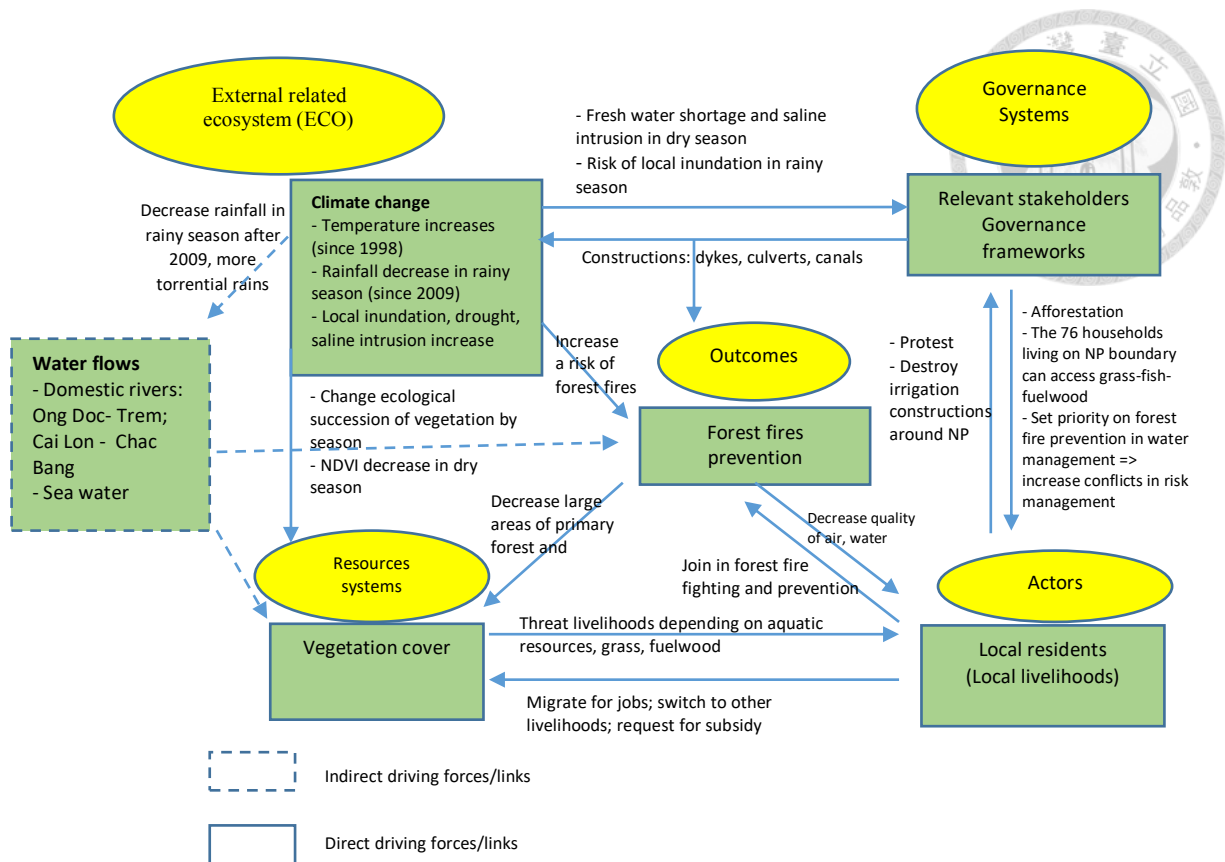 External related
ecosystem (ECO)
Governance
Systems
- Fresh water shortage and saline
intrusion in dry season
- Risk of local inundation in rainy
season
Decrease rainfall in
rainy season after
2009, more
torrential rains
Climate change
- Temperature increases
(since 1998)
- Rainfall decrease in rainy
season (since 2009)
- Local inundation, drought,
saline intrusion increase
Relevant stakeholders
Governance
frameworks
Constructions: dykes, culverts, canals
Increase
a risk of
forest fires
Outcomes
- Protest
- Destroy
irrigation
constructions
around NP
- Afforestation
- The 76 households
living on NP boundary
can access grass-fish-
fuelwood
- Set priority on forest
fire prevention in water
management =>
increase conflicts in risk
management
Water flows
- Domestic rivers:
Ong Doc- Trem;
Cai Lon - Chac
Bang
- Sea water
- Change ecological
succession of vegetation by
season
- NDVI decrease in dry
season
Forest fires
prevention
Decrease large
areas of primary
forest and
Decrease quality
of air, water
Join in forest fire
fighting and prevention
Resources
systems
Actors
Vegetation cover
Threat livelihoods depending on aquatic
resources, grass, fuelwood
Local residents
(Local livelihoods)
Migrate for jobs; switch to other
livelihoods; request for subsidy
Indirect driving forces/links
Direct driving forces/links
臺
立
國
敦
品